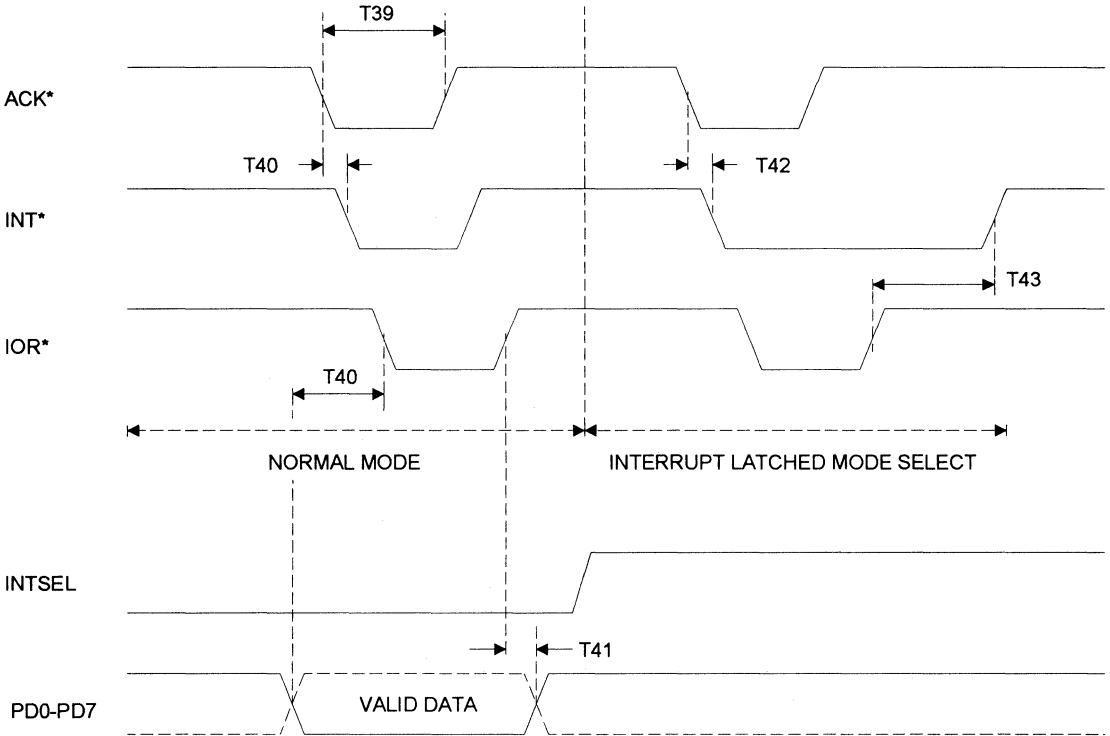 T39
ACK*
T40
T42
INT*
T43
IOR*
T40
NORMAL MODE
INTERRUPT LATCHED MODE SELECT
INTSEL
T41
PD0-PD7
VALID DATA